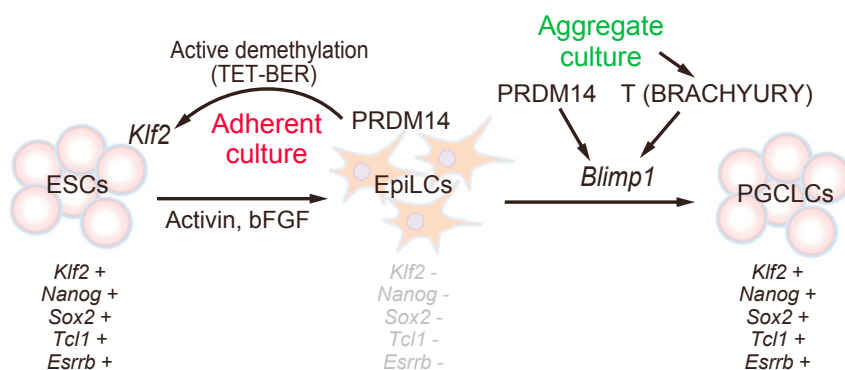 Active demethylation
(TET-BER)
Klf2
Adherent
culture
PRDM14
ESCs
Activin, bFGF
EpiLCs
Aggregate
culture
PRDM14
T (BRACHYURY)
Blimp1
PGCLCs
Klf2 +
Nanog +
Sox2 +
Tcl1 +
Esrrb +
Klf2 -
Nanog -
Sox2 -
Tcl1 -
Esrrb -
Klf2 +
Nanog +
Sox2 +
Tcl1 +
Esrrb +